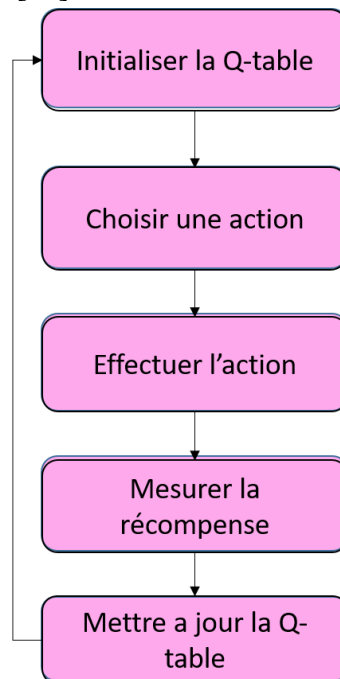 Initialiser la Q-table
Choisir une action
Effectuer l'action
Mesurer la
récompense
Mettre a jour la Q-
table